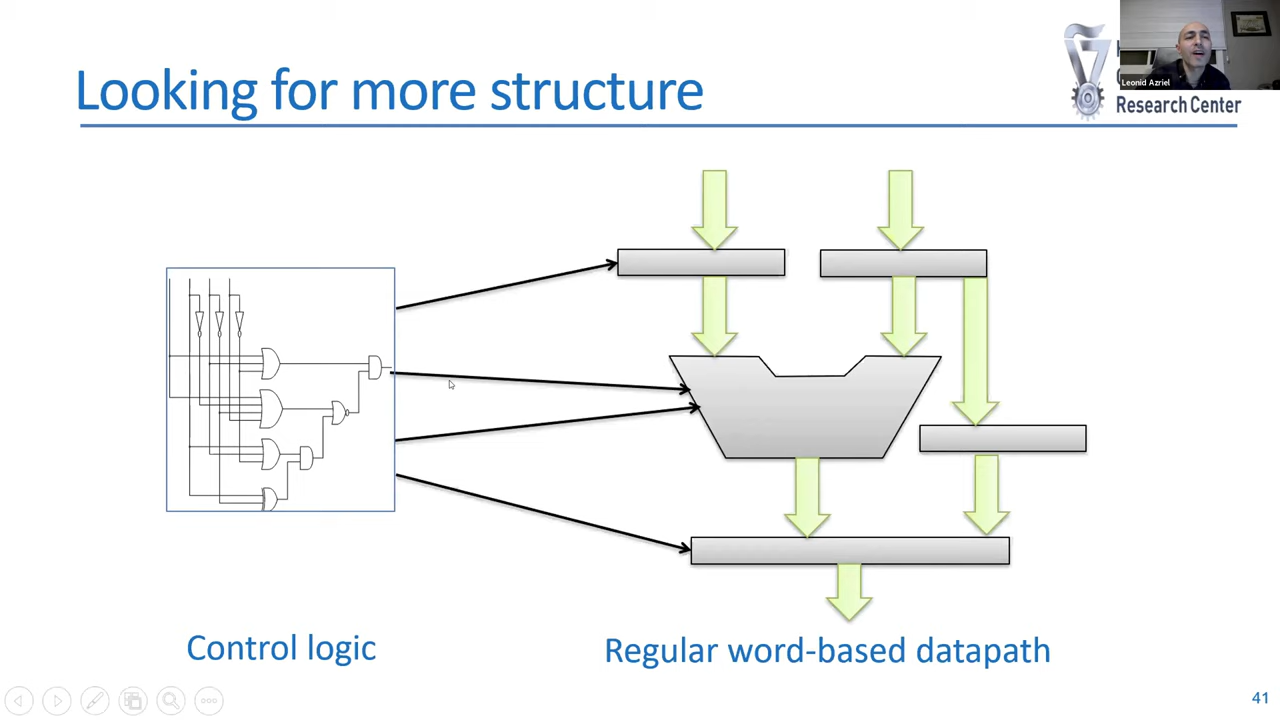 Looking for more structure
Leonid Azriel
Research Center
Control logic
Regular word-based datapath
41